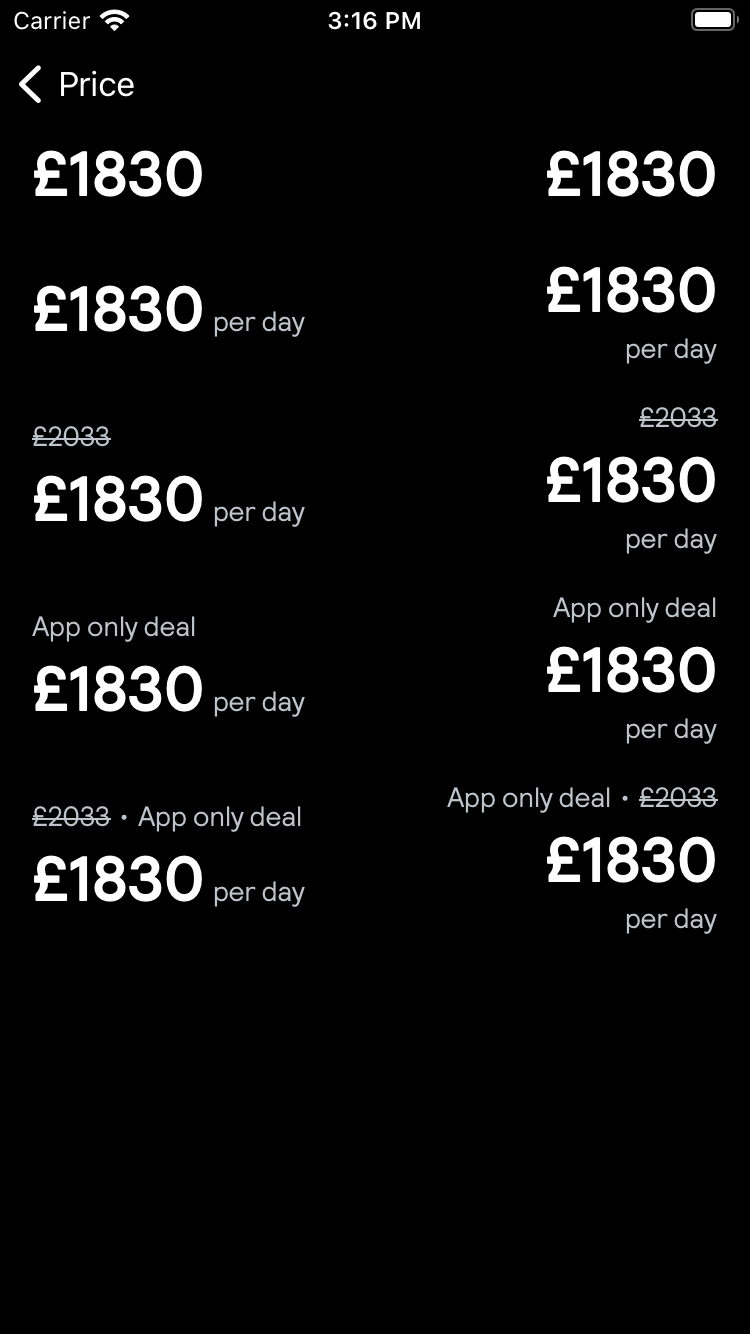 Carrier 3:16 PM
Price
£1830 £1830
£1830 per day £1830
per day
£2033 £2033
£1830 per day £1830
per day
App only deal App only deal
£1830 per day £1830
per day
£2033 • App only deal App only deal • £2033
£1830 per day £1830
per day